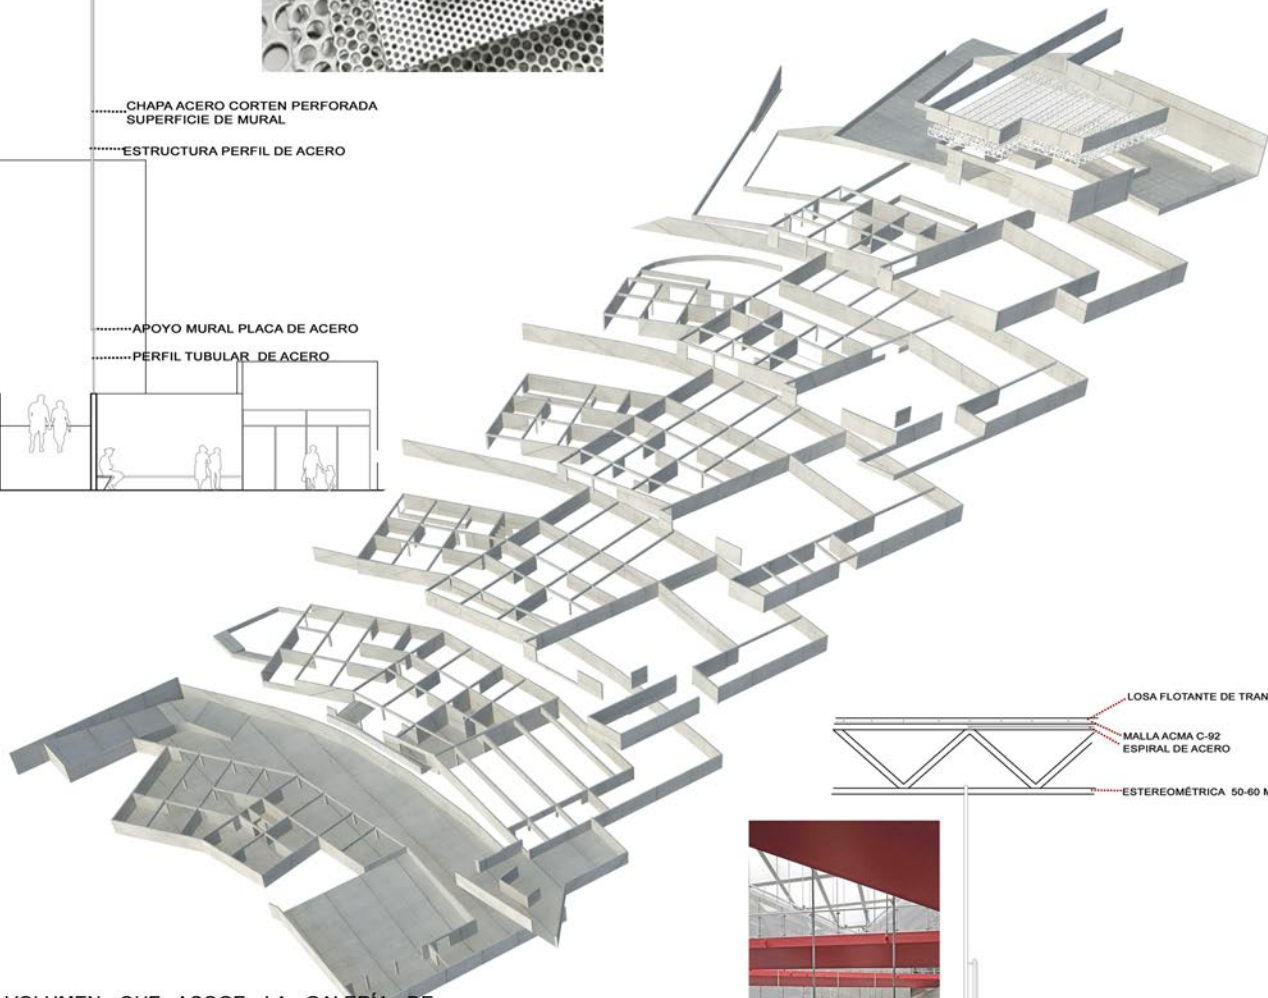 CHAPA ACERO CORTEN PERFORADA
SUPERFICIE DE MURAL
ESTRUCTURA PERFIL DE ACERO
APOYO MURAL PLACA DE ACERO
PERFIL TUBULAR DE ACERO
LOSA FLOTANTE DE TRAN
MALLA ACMA C-92
ESPIRAL DE ACERO
ESTEREOMÉTRICA 50-60 M
VOLUMEN QUE ACOGE LA GALERÍA DE